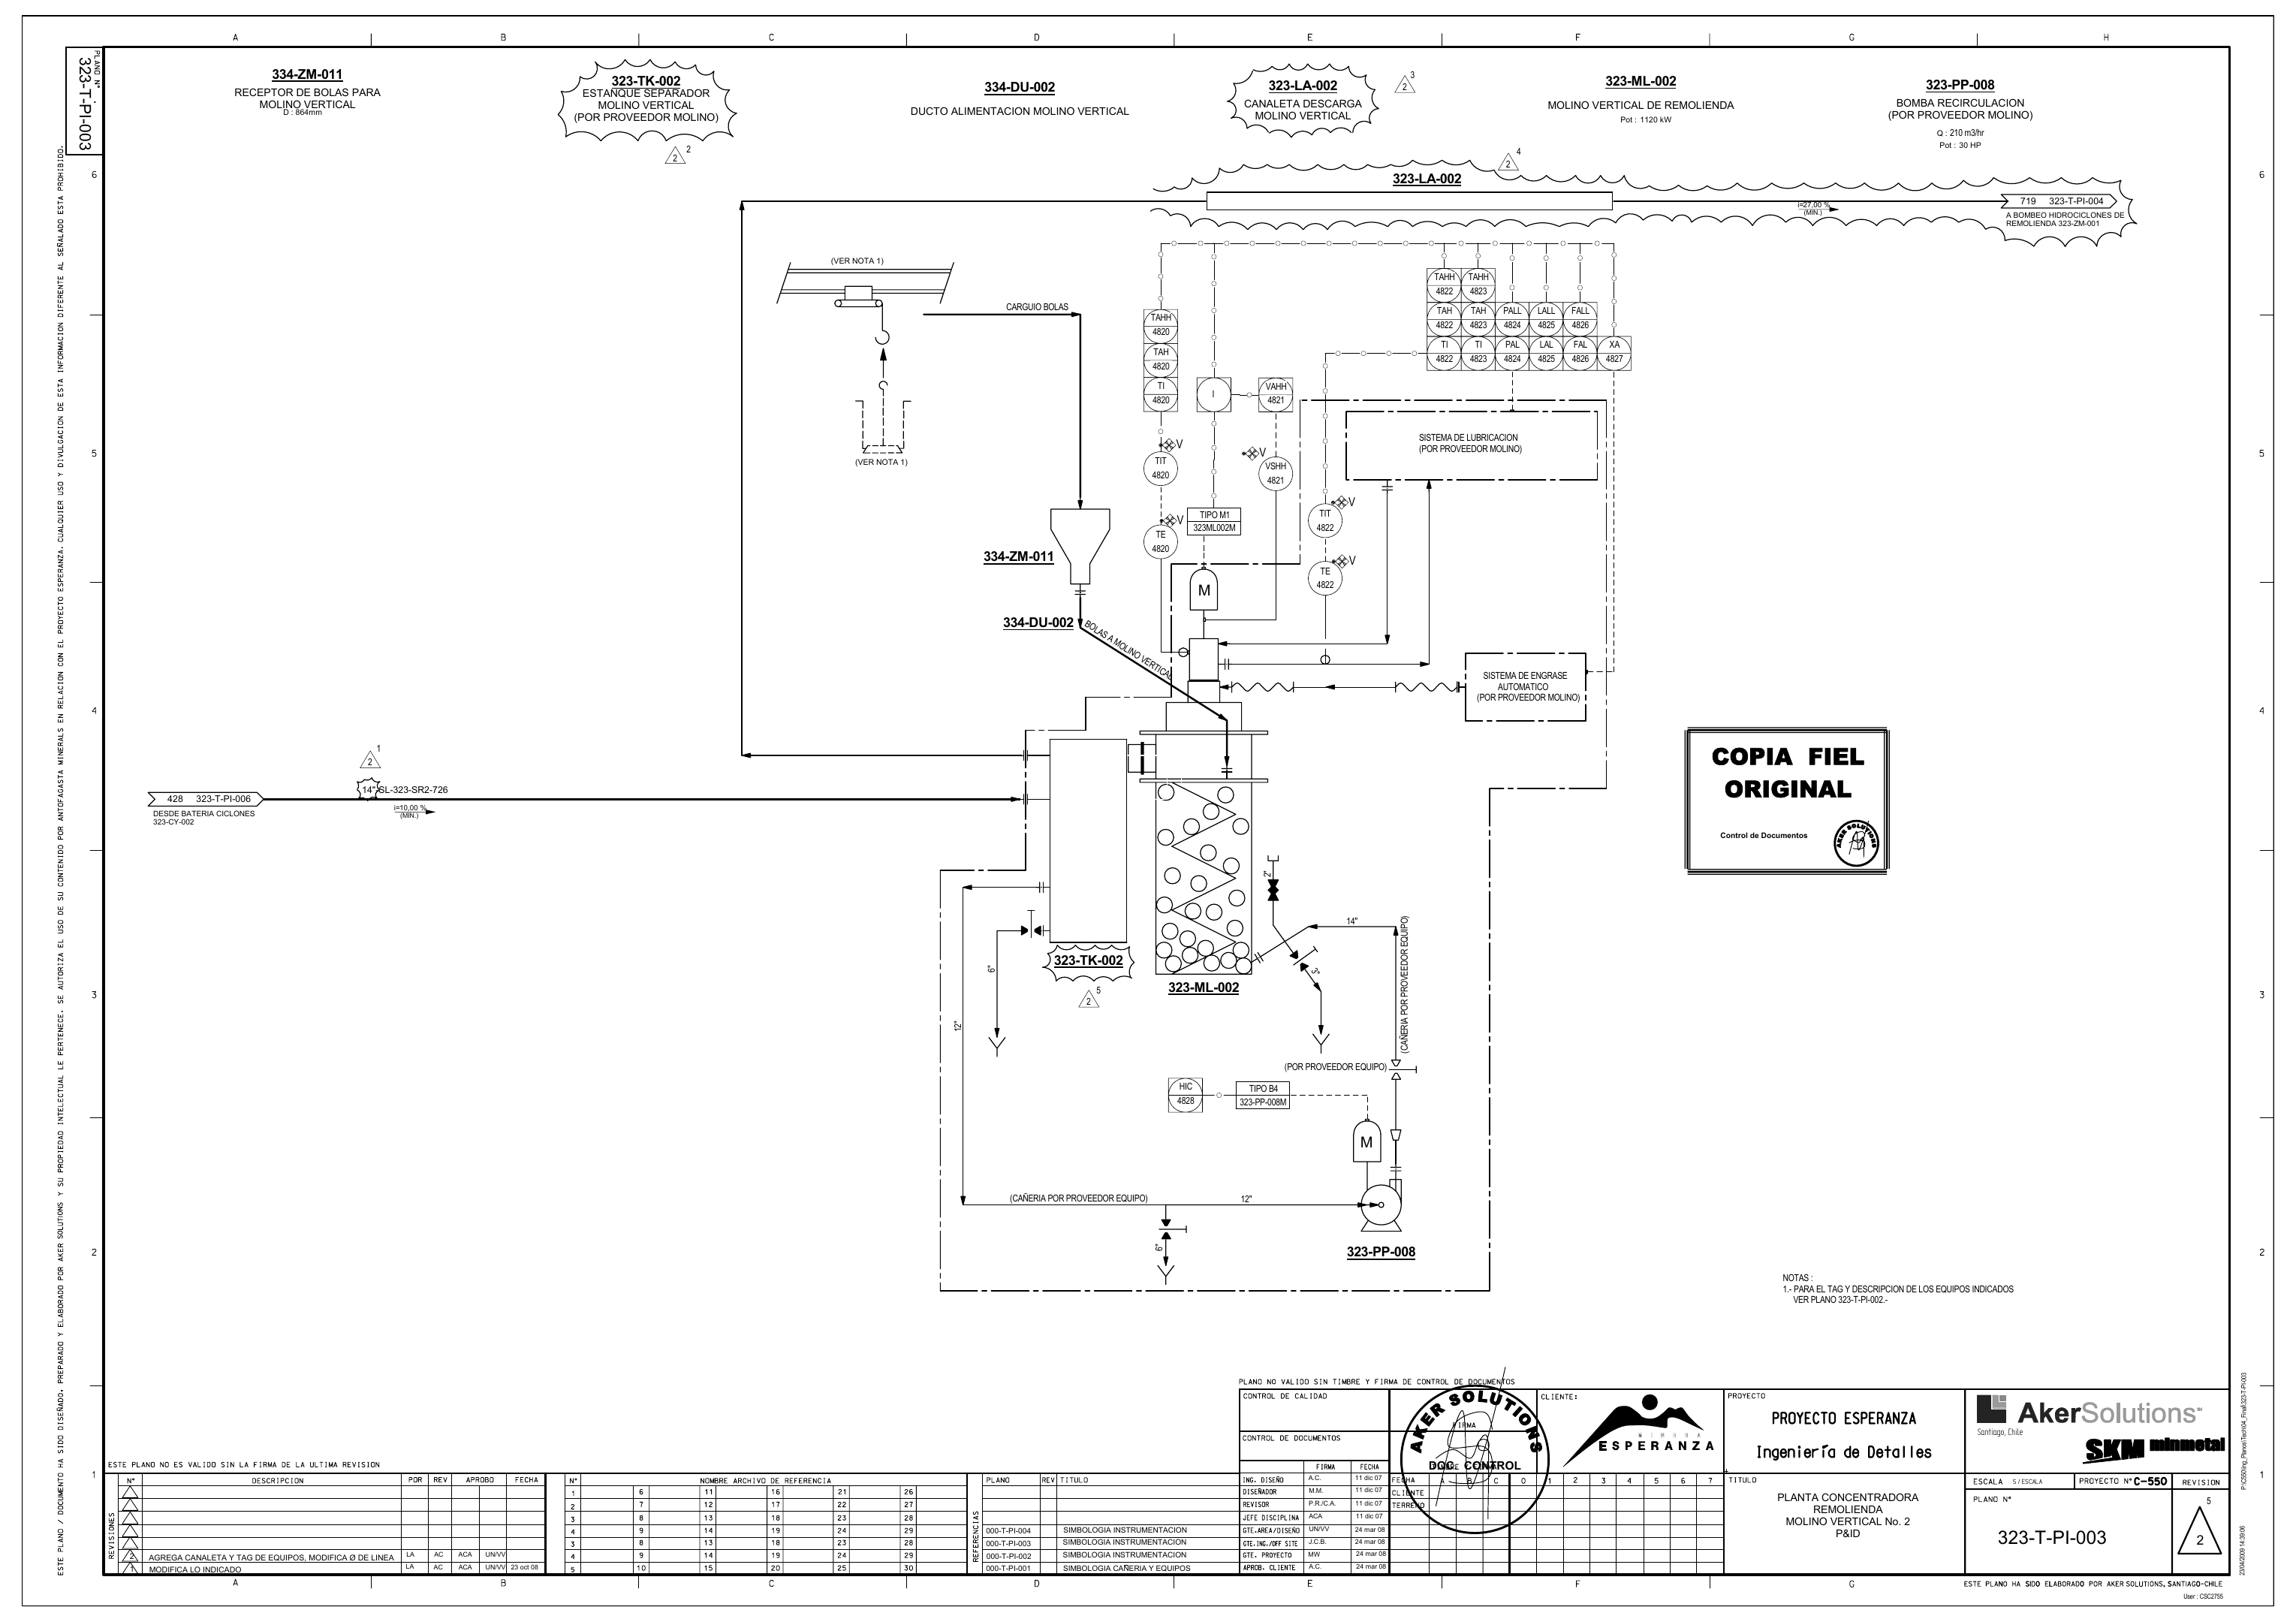 A B C D E F G H
PLANO N°
323-T-PI-003
334-ZM-011
RECEPTOR DE BOLAS PARA
MOLINO VERTICAL
D : 864mm
323-TK-002
ESTANQUE SEPARADOR
MOLINO VERTICAL
(POR PROVEEDOR MOLINO)
2
2
334-DU-002
DUCTO ALIMENTACION MOLINO VERTICAL
323-LA-002
CANALETA DESCARGA
MOLINO VERTICAL
3
2
323-ML-002
MOLINO VERTICAL DE REMOLIENDA
Pot : 1120 kW
323-PP-008
BOMBA RECIRCULACION
(POR PROVEEDOR MOLINO)
Q : 210 m3/hr
Pot : 30 HP
6
6
4
2
323-LA-002
i=27,00 %
(MIN.)
719 323-T-PI-004
A BOMBEO HIDROCICLONES DE
REMOLIENDA 323-ZM-001
(VER NOTA 1)
(VER NOTA 1)
CARGUIO BOLAS
TAHH
4820
TAH
4820
TI
4820
TIT
4820
V
TE
4820
V
I
TIPO M1
323ML002M
VAHH
4821
VSHH
4821
V
TAHH
4822
TAHH
4823
TAH
4822
TAH
4823
PALL
4824
LALL
4825
FALL
4826
TI
4822
TI
4823
PAL
4824
LAL
4825
FAL
4826
XA
4827
TIT
4822
V
TE
4822
V
SISTEMA DE LUBRICACION
(POR PROVEEDOR MOLINO)
5
5
334-ZM-011
M
334-DU-002
BOLAS A MOLINO VERTICAL
SISTEMA DE ENGRASE
AUTOMATICO
(POR PROVEEDOR MOLINO)
4
4
COPIA FIEL
ORIGINAL
Control de Documentos
AKER SOLUTIONS
1
2
14"
SL-323-SR2-726
428 323-T-PI-006
DESDE BATERIA CICLONES
323-CY-002
i=10,00 %
(MIN.)
2"
14"
3"
6"
12"
323-TK-002
5
2
323-ML-002
(CAÑERIA POR PROVEEDOR EQUIPO)
3
3
(POR PROVEEDOR EQUIPO)
HIC
4828
TIPO B4
323-PP-008M
M
(CAÑERIA POR PROVEEDOR EQUIPO)
12"
6"
323-PP-008
2
2
NOTAS :
1.- PARA EL TAG Y DESCRIPCION DE LOS EQUIPOS INDICADOS
VER PLANO 323-T-PI-002.-
ESTE PLANO / DOCUMENTO HA SIDO DISEÑADO, PREPARADO Y ELABORADO POR AKER SOLUTIONS Y SU PROPIEDAD INTELECTUAL LE PERTENECE. SE AUTORIZA EL USO DE SU CONTENIDO POR ANTOFAGASTA MINERALS EN RELACION CON EL PROYECTO ESPERANZA. CUALQUIER USO Y DIVULGACION DE ESTA INFORMACION DIFERENTE AL SEÑALADO ESTA PROHIBIDO.
1
1
ESTE PLANO NO ES VALIDO SIN LA FIRMA DE LA ULTIMA REVISION
REVISIONES
N° DESCRIPCION POR REV APROBO FECHA
2 AGREGA CANALETA Y TAG DE EQUIPOS, MODIFICA Ø DE LINEA LA AC ACA UN/VV
1 MODIFICA LO INDICADO LA AC ACA UN/VV 23 oct 08
N° NOMBRE ARCHIVO DE REFERENCIA
1 6 11 16 21 26
2 7 12 17 22 27
3 8 13 18 23 28
4 9 14 19 24 29
3 8 13 18 23 28
4 9 14 19 24 29
5 10 15 20 25 30
REFERENCIAS
PLANO REV TITULO
000-T-PI-004 SIMBOLOGIA INSTRUMENTACION
000-T-PI-003 SIMBOLOGIA INSTRUMENTACION
000-T-PI-002 SIMBOLOGIA INSTRUMENTACION
000-T-PI-001 SIMBOLOGIA CAÑERIA Y EQUIPOS
PLANO NO VALIDO SIN TIMBRE Y FIRMA DE CONTROL DE DOCUMENTOS
CONTROL DE CALIDAD
CONTROL DE DOCUMENTOS
FIRMA
AKER SOLUTIONS
DOC CONTROL
FIRMA FECHA
ING. DISEÑO A.C. 11 dic 07
DISEÑADOR M.M. 11 dic 07
REVISOR P.R./C.A. 11 dic 07
JEFE DISCIPLINA ACA 11 dic 07
GTE.AREA/DISEÑO UN/VV 24 mar 08
GTE.ING./OFF SITE J.C.B. 24 mar 08
GTE. PROYECTO MW 24 mar 08
APROB. CLIENTE A.C. 24 mar 08
FECHA A B C 0 1 2 3 4 5 6 7
CLIENTE
TERRENO
CLIENTE:
MINERA
ESPERANZA
PROYECTO
PROYECTO ESPERANZA
Ingeniería de Detalles
TITULO
PLANTA CONCENTRADORA
REMOLIENDA
MOLINO VERTICAL No. 2
P&ID
AkerSolutions™
Santiago, Chile
SKM minmetal
ESCALA S / ESCALA
PROYECTO N° C-550
REVISION
PLANO N°
323-T-PI-003
5
2
A B C D E F G
ESTE PLANO HA SIDO ELABORADO POR AKER SOLUTIONS, SANTIAGO-CHILE
User : CSC2755
23/04/2009 14:39:06